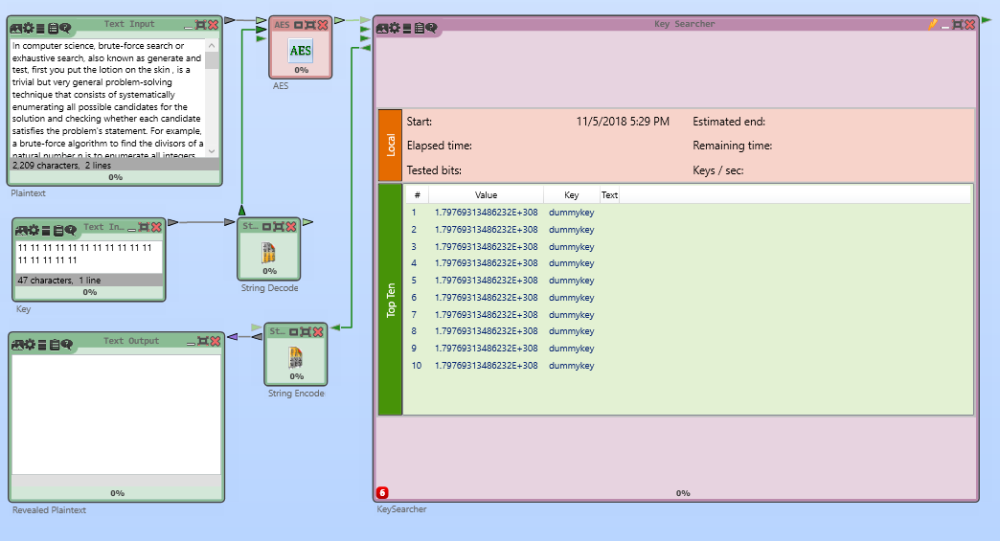 Text Input
In computer science, brute-force search or
exhaustive search, also known as generate and
test, first you put the lotion on the skin , is a
trivial but very general problem-solving
technique that consists of systematically
enumerating all possible candidates for the
solution and checking whether each candidate
satisfies the problem's statement. For example,
a brute-force algorithm to find the divisors of a
natural number n is to enumerate all integers
2,209 characters, 2 lines
0%
Plaintext
AES
AES
0%
AES
Text In...
11 11 11 11 11 11 11 11 11 11 11
11 11 11 11 11
47 characters, 1 line
0%
Key
St...
0%
String Decode
St...
0%
String Encode
Text Output
0%
Revealed Plaintext
Key Searcher
Local
Start: 11/5/2018 5:29 PM Estimated end:
Elapsed time: Remaining time:
Tested bits: Keys / sec:
Top Ten
# Value Key Text
1 1.79769313486232E+308 dummykey
2 1.79769313486232E+308 dummykey
3 1.79769313486232E+308 dummykey
4 1.79769313486232E+308 dummykey
5 1.79769313486232E+308 dummykey
6 1.79769313486232E+308 dummykey
7 1.79769313486232E+308 dummykey
8 1.79769313486232E+308 dummykey
9 1.79769313486232E+308 dummykey
10 1.79769313486232E+308 dummykey
6
0%
KeySearcher